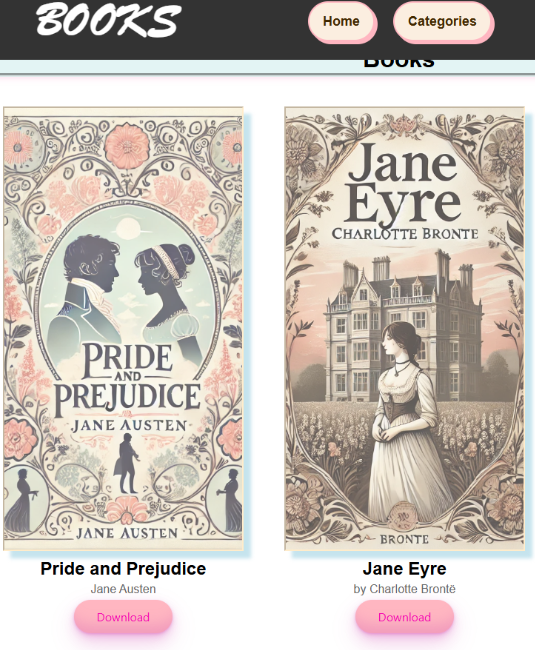 BOOKS
Home
Categories
Books
PRIDE
AND
PREJUDICE
JANE AUSTEN
JANE AUSTEN
Pride and Prejudice
Jane Austen
Download
Jane
Eyre
CHARLOTTE BRONTE
BRONTE
Jane Eyre
by Charlotte Brontë
Download